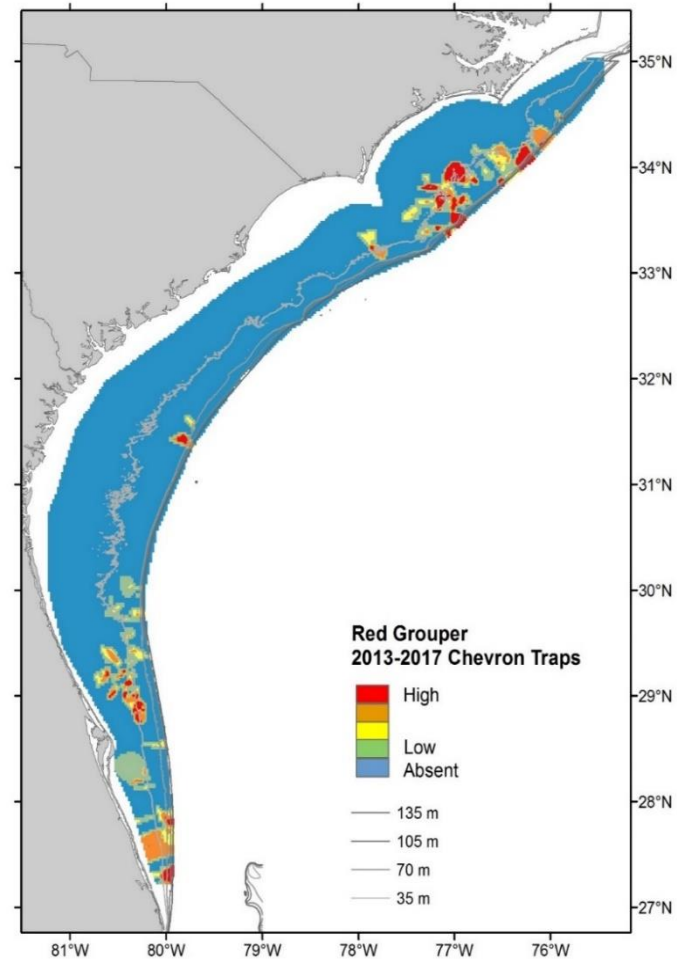 35°N
34°N
33°N
32°N
31°N
30°N
29°N
28°N
27°N
Red Grouper
2013-2017 Chevron Traps
High
Low
Absent
135 m
105 m
70 m
35 m
81°W 80°W 79°W 78°W 77°W 76°W